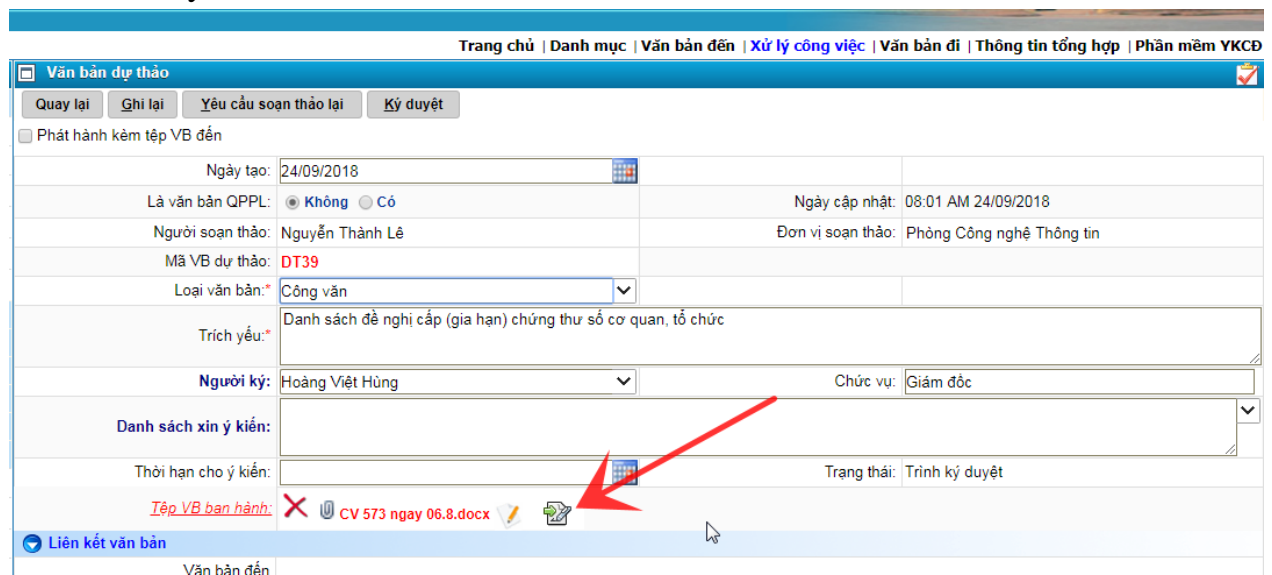 Trang chủ | Danh mục | Văn bản đến | Xử lý công việc | Văn bản đi | Thông tin tổng hợp | Phần mềm YKCĐ
Văn bản dự thảo
Quay lại Ghi lại Yêu cầu soạn thảo lại Ký duyệt
Phát hành kèm tệp VB đến
Ngày tạo: 24/09/2018
Là văn bản QPPL: Không Có Ngày cập nhật: 08:01 AM 24/09/2018
Người soạn thảo: Nguyễn Thành Lê Đơn vị soạn thảo: Phòng Công nghệ Thông tin
Mã VB dự thảo: DT39
Loại văn bản:* Công văn
Trích yếu:* Danh sách đề nghị cấp (gia hạn) chứng thư số cơ quan, tổ chức
Người ký: Hoàng Việt Hùng Chức vụ: Giám đốc
Danh sách xin ý kiến:
Thời hạn cho ý kiến: Trạng thái: Trình ký duyệt
Tệp VB ban hành: CV 573 ngay 06.8.docx
Liên kết văn bản
Văn bản đến